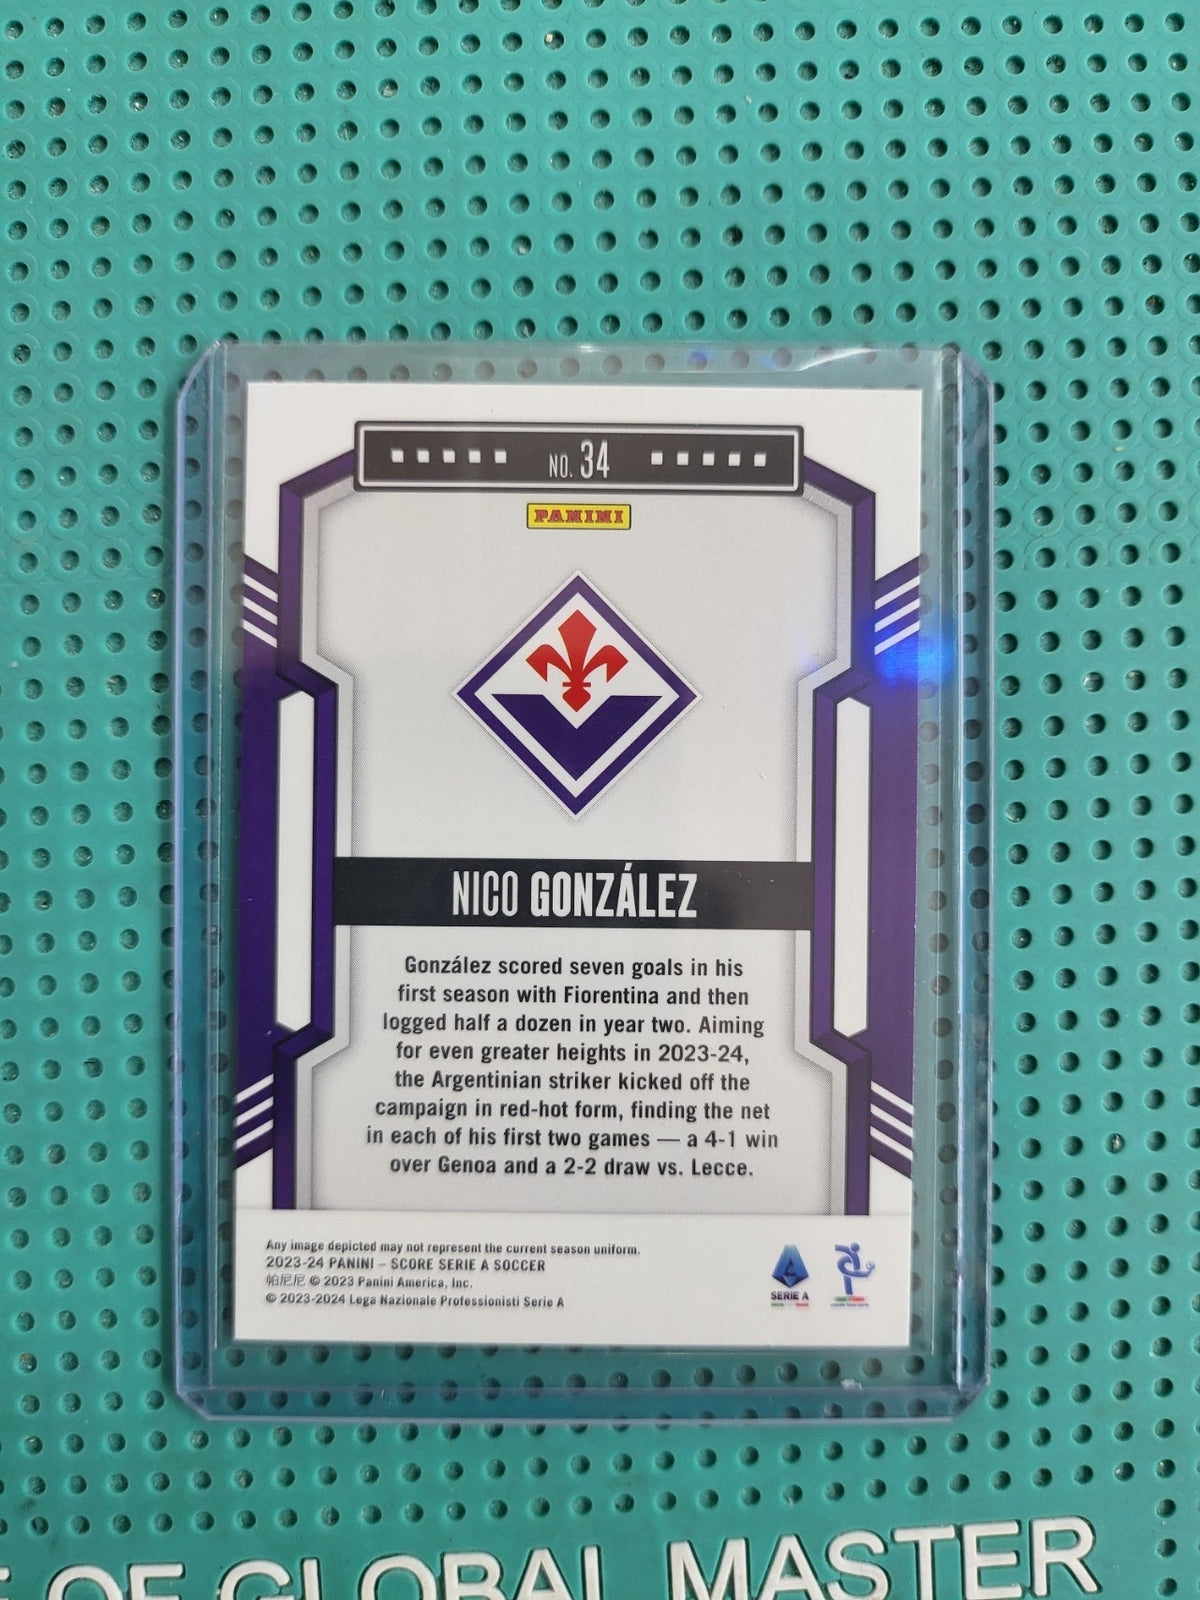 NO. 34
PANINI
NICO GONZÁLEZ
González scored seven goals in his
first season with Fiorentina and then
logged half a dozen in year two. Aiming
for even greater heights in 2023-24,
the Argentinian striker kicked off the
campaign in red-hot form, finding the net
in each of his first two games — a 4-1 win
over Genoa and a 2-2 draw vs. Lecce.
Any image depicted may not represent the current season uniform.
2023-24 PANINI – SCORE SERIE A SOCCER
帕尼尼 © 2023 Panini America, Inc.
© 2023-2024 Lega Nazionale Professionisti Serie A
SERIE A
OF GLOBAL MASTER